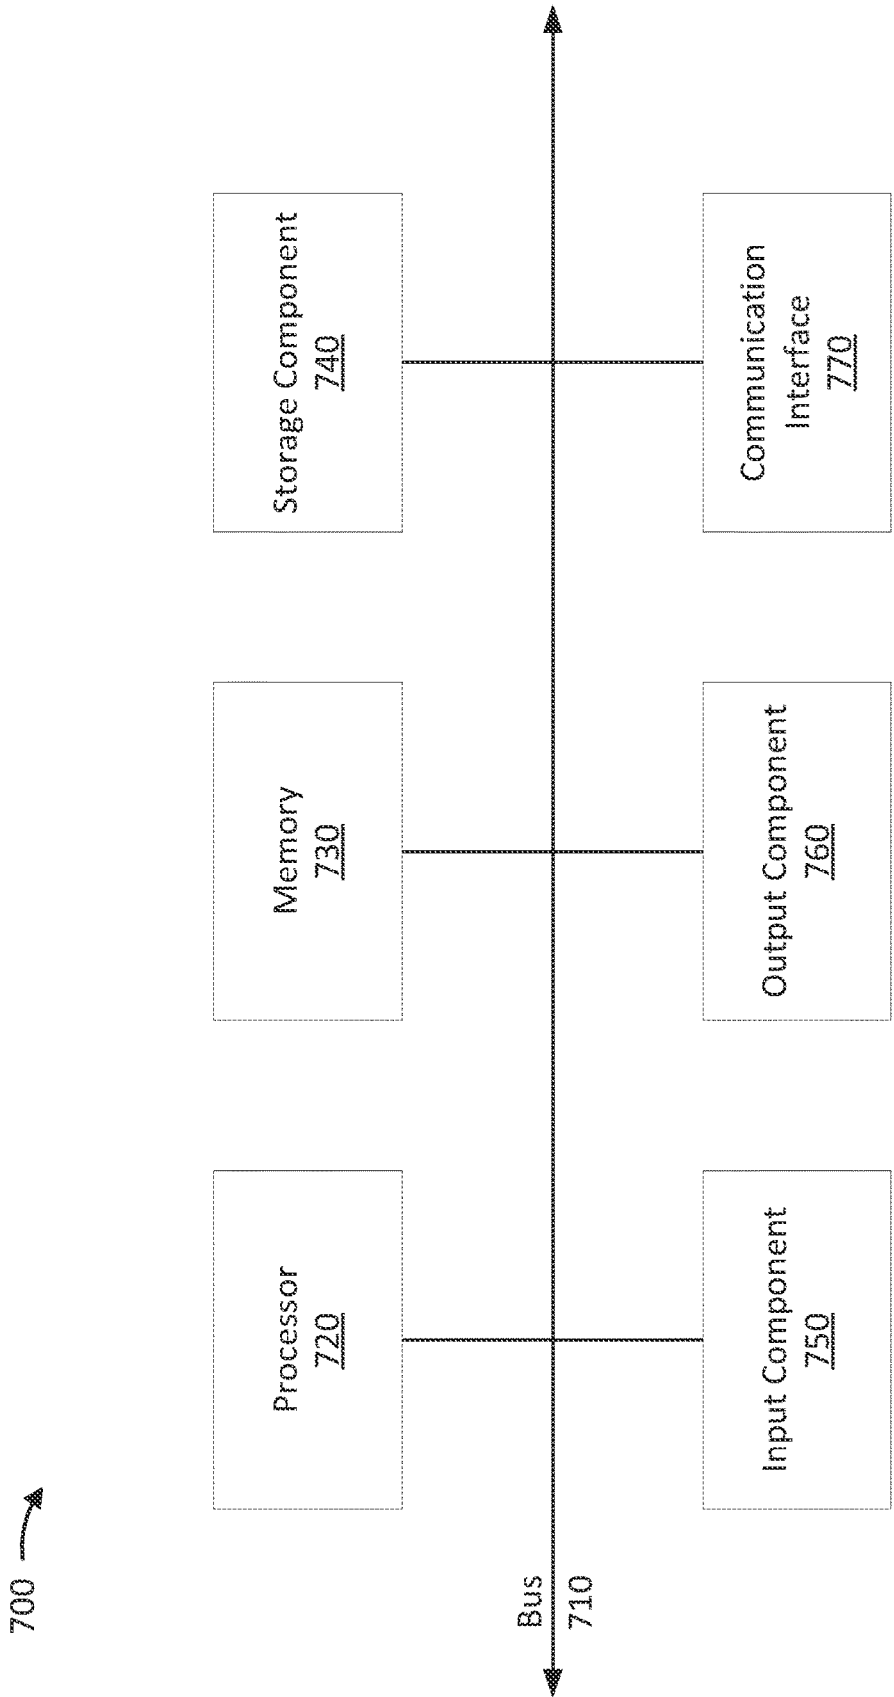 700
Processor
720
Memory
730
Storage Component
740
Bus
710
Input Component
750
Output Component
760
Communication
Interface
770